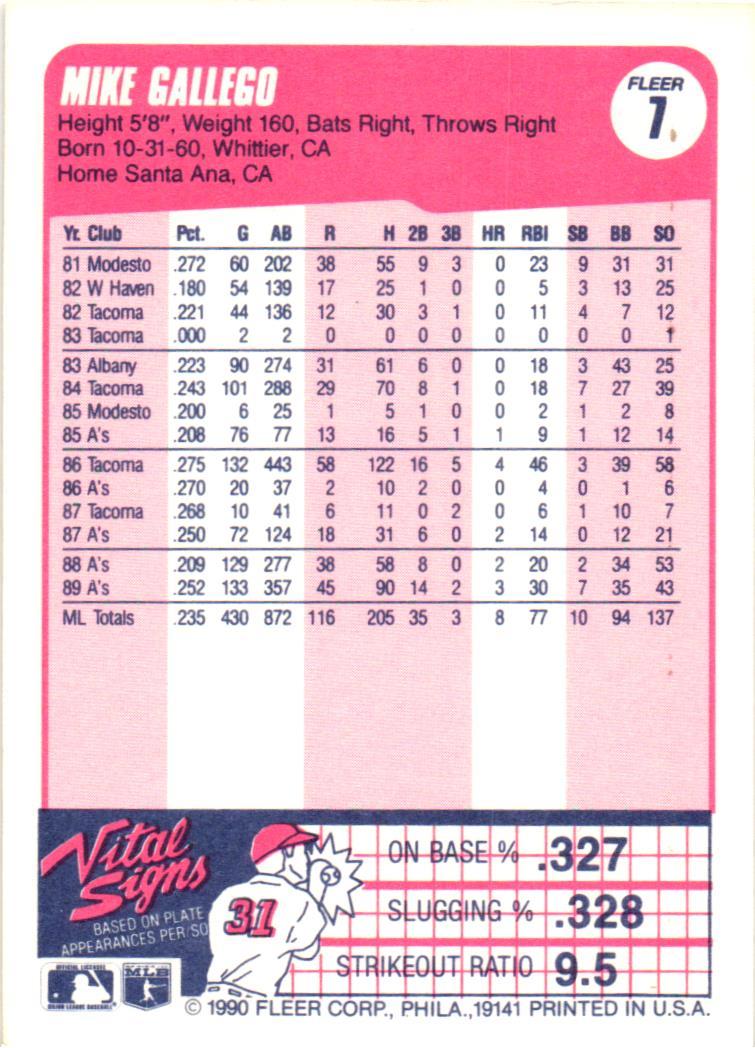 MIKE GALLEGO
FLEER
7
Height 5'8", Weight 160, Bats Right, Throws Right
Born 10-31-60, Whittier, CA
Home Santa Ana, CA
Yr. Club Pct. G AB R H 2B 3B HR RBI SB BB SO
81 Modesto .272 60 202 38 55 9 3 0 23 9 31 31
82 W Haven .180 54 139 17 25 1 0 0 5 3 13 25
82 Tacoma .221 44 136 12 30 3 1 0 11 4 7 12
83 Tacoma .000 2 2 0 0 0 0 0 0 0 0 1
83 Albany .223 90 274 31 61 6 0 0 18 3 43 25
84 Tacoma .243 101 288 29 70 8 1 0 18 7 27 39
85 Modesto .200 6 25 1 5 1 0 0 2 1 2 8
85 A's .208 76 77 13 16 5 1 1 9 1 12 14
86 Tacoma .275 132 443 58 122 16 5 4 46 3 39 58
86 A's .270 20 37 2 10 2 0 0 4 0 1 6
87 Tacoma .268 10 41 6 11 0 2 0 6 1 10 7
87 A's .250 72 124 18 31 6 0 2 14 0 12 21
88 A's .209 129 277 38 58 8 0 2 20 2 34 53
89 A's .252 133 357 45 90 14 2 3 30 7 35 43
ML Totals .235 430 872 116 205 35 3 8 77 10 94 137
Vital
Signs
BASED ON PLATE
APPEARANCES PER/SO
31
ON BASE % .327
SLUGGING % .328
STRIKEOUT RATIO 9.5
OFFICIAL LICENSEE
MAJOR LEAGUE BASEBALL
MLB
© 1990 FLEER CORP., PHILA.,19141 PRINTED IN U.S.A.